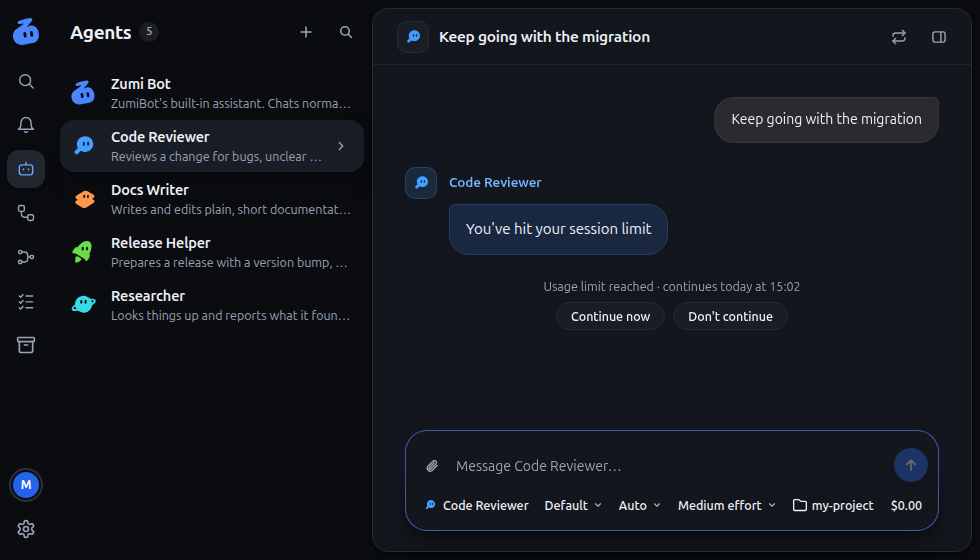 Agents 5
Zumi Bot
ZumiBot's built-in assistant. Chats norma…
Code Reviewer
Reviews a change for bugs, unclear …
Docs Writer
Writes and edits plain, short documentat…
Release Helper
Prepares a release with a version bump, …
Researcher
Looks things up and reports what it foun…
M
Keep going with the migration
Keep going with the migration
Code Reviewer
You've hit your session limit
Usage limit reached · continues today at 15:02
Continue now Don't continue
Message Code Reviewer…
Code Reviewer Default Auto Medium effort my-project $0.00